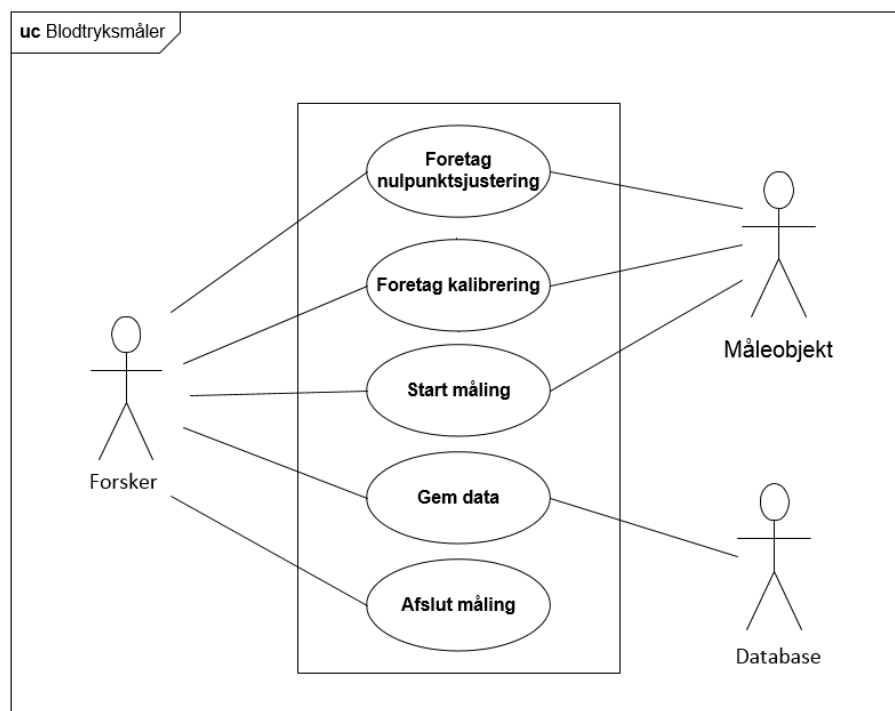 uc Blodtryksmåler
Foretag
nulpunktsjustering
Foretag kalibrering
Start måling
Gem data
Afslut måling
Forsker
Måleobjekt
Database